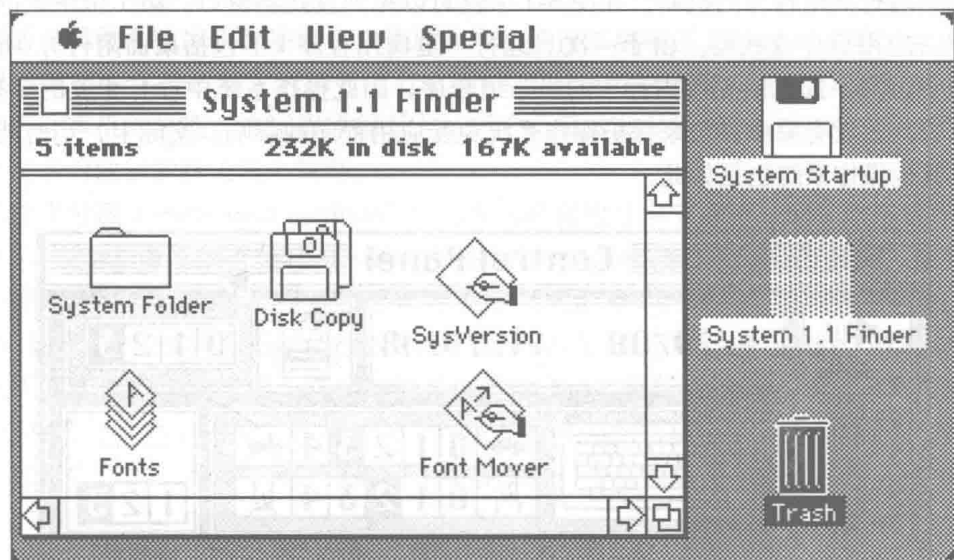 File Edit View Special
System 1.1 Finder
5 items 232K in disk 167K available
System Folder
Disk Copy
SysVersion
Fonts
Font Mover
System Startup
System 1.1 Finder
Trash